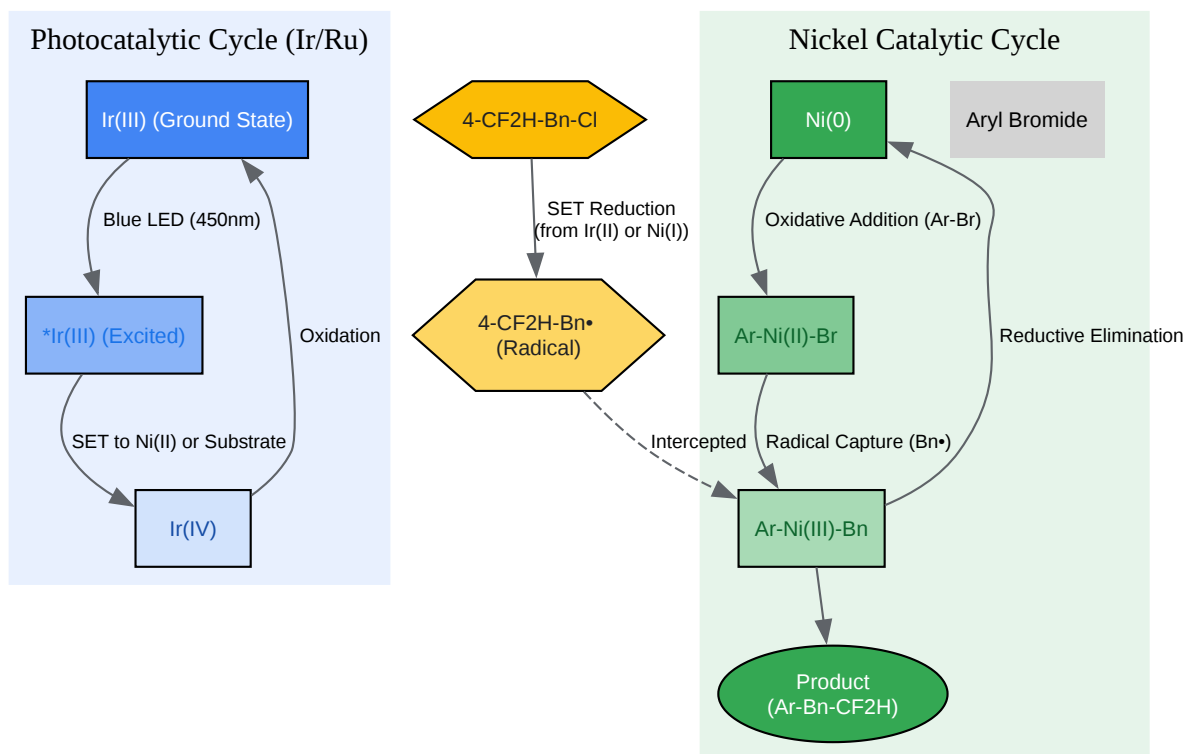 Photocatalytic Cycle (Ir/Ru)
Ir(III) (Ground State)
Blue LED (450nm)
*Ir(III) (Excited)
Oxidation
SET to Ni(II) or Substrate
Ir(IV)
4-CF2H-Bn-Cl
SET Reduction
(from Ir(II) or Ni(I))
4-CF2H-Bn•
(Radical)
Intercepted
Nickel Catalytic Cycle
Ni(0)
Aryl Bromide
Oxidative Addition (Ar-Br)
Ar-Ni(II)-Br
Reductive Elimination
Radical Capture (Bn•)
Ar-Ni(III)-Bn
Product
(Ar-Bn-CF2H)